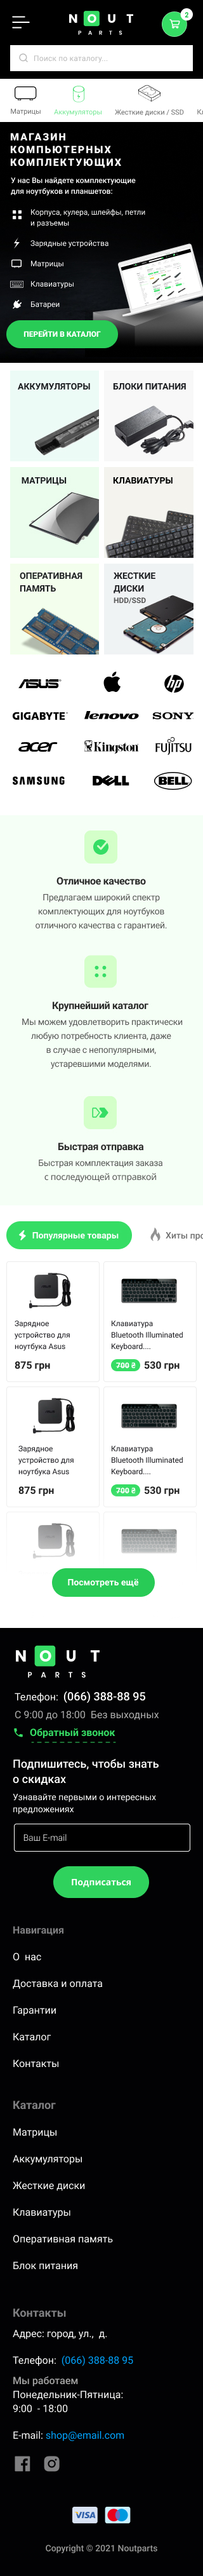 NOUT
PARTS
2
Поиск по каталогу...
Матрицы
Аккумуляторы
Жесткие диски / SSD
МАГАЗИН
КОМПЬЮТЕРНЫХ
КОМПЛЕКТУЮЩИХ
У нас Вы найдете комплектующие
для ноутбуков и планшетов:
Корпуса, кулера, шлейфы, петли
и разъемы
Зарядные устройства
Матрицы
Клавиатуры
Батареи
ПЕРЕЙТИ В КАТАЛОГ
АККУМУЛЯТОРЫ
БЛОКИ ПИТАНИЯ
МАТРИЦЫ
КЛАВИАТУРЫ
ОПЕРАТИВНАЯ
ПАМЯТЬ
ЖЕСТКИЕ
ДИСКИ
HDD/SSD
ASUS
hp
GIGABYTE
lenovo
SONY
acer
Kingston
FUJITSU
SAMSUNG
DELL
BELL
Отличное качество
Предлагаем широкий спектр
комплектующих для ноутбуков
отличного качества с гарантией.
Крупнейший каталог
Мы можем удовлетворить практически
любую потребность клиента, даже
в случае с непопулярными,
устаревшими моделями.
Быстрая отправка
Быстрая комплектация заказа
с последующей отправкой
Популярные товары
Хиты про
Зарядное
устройство для
ноутбука Asus
875 грн
Клавиатура
Bluetooth Illuminated
Keyboard....
700 ₴ 530 грн
Зарядное
устройство для
ноутбука Asus
875 грн
Клавиатура
Bluetooth Illuminated
Keyboard....
700 ₴ 530 грн
Посмотреть ещё
NOUT
PARTS
Телефон: (066) 388-88 95
С 9:00 до 18:00 Без выходных
Обратный звонок
Подпишитесь, чтобы знать
о скидках
Узнавайте первыми о интересных
предложениях
Ваш E-mail
Подписаться
Навигация
О нас
Доставка и оплата
Гарантии
Каталог
Контакты
Каталог
Матрицы
Аккумуляторы
Жесткие диски
Клавиатуры
Оперативная память
Блок питания
Контакты
Адрес: город, ул., д.
Телефон: (066) 388-88 95
Мы работаем
Понедельник-Пятница:
9:00 - 18:00
E-mail: shop@email.com
VISA
Copyright © 2021 Noutparts